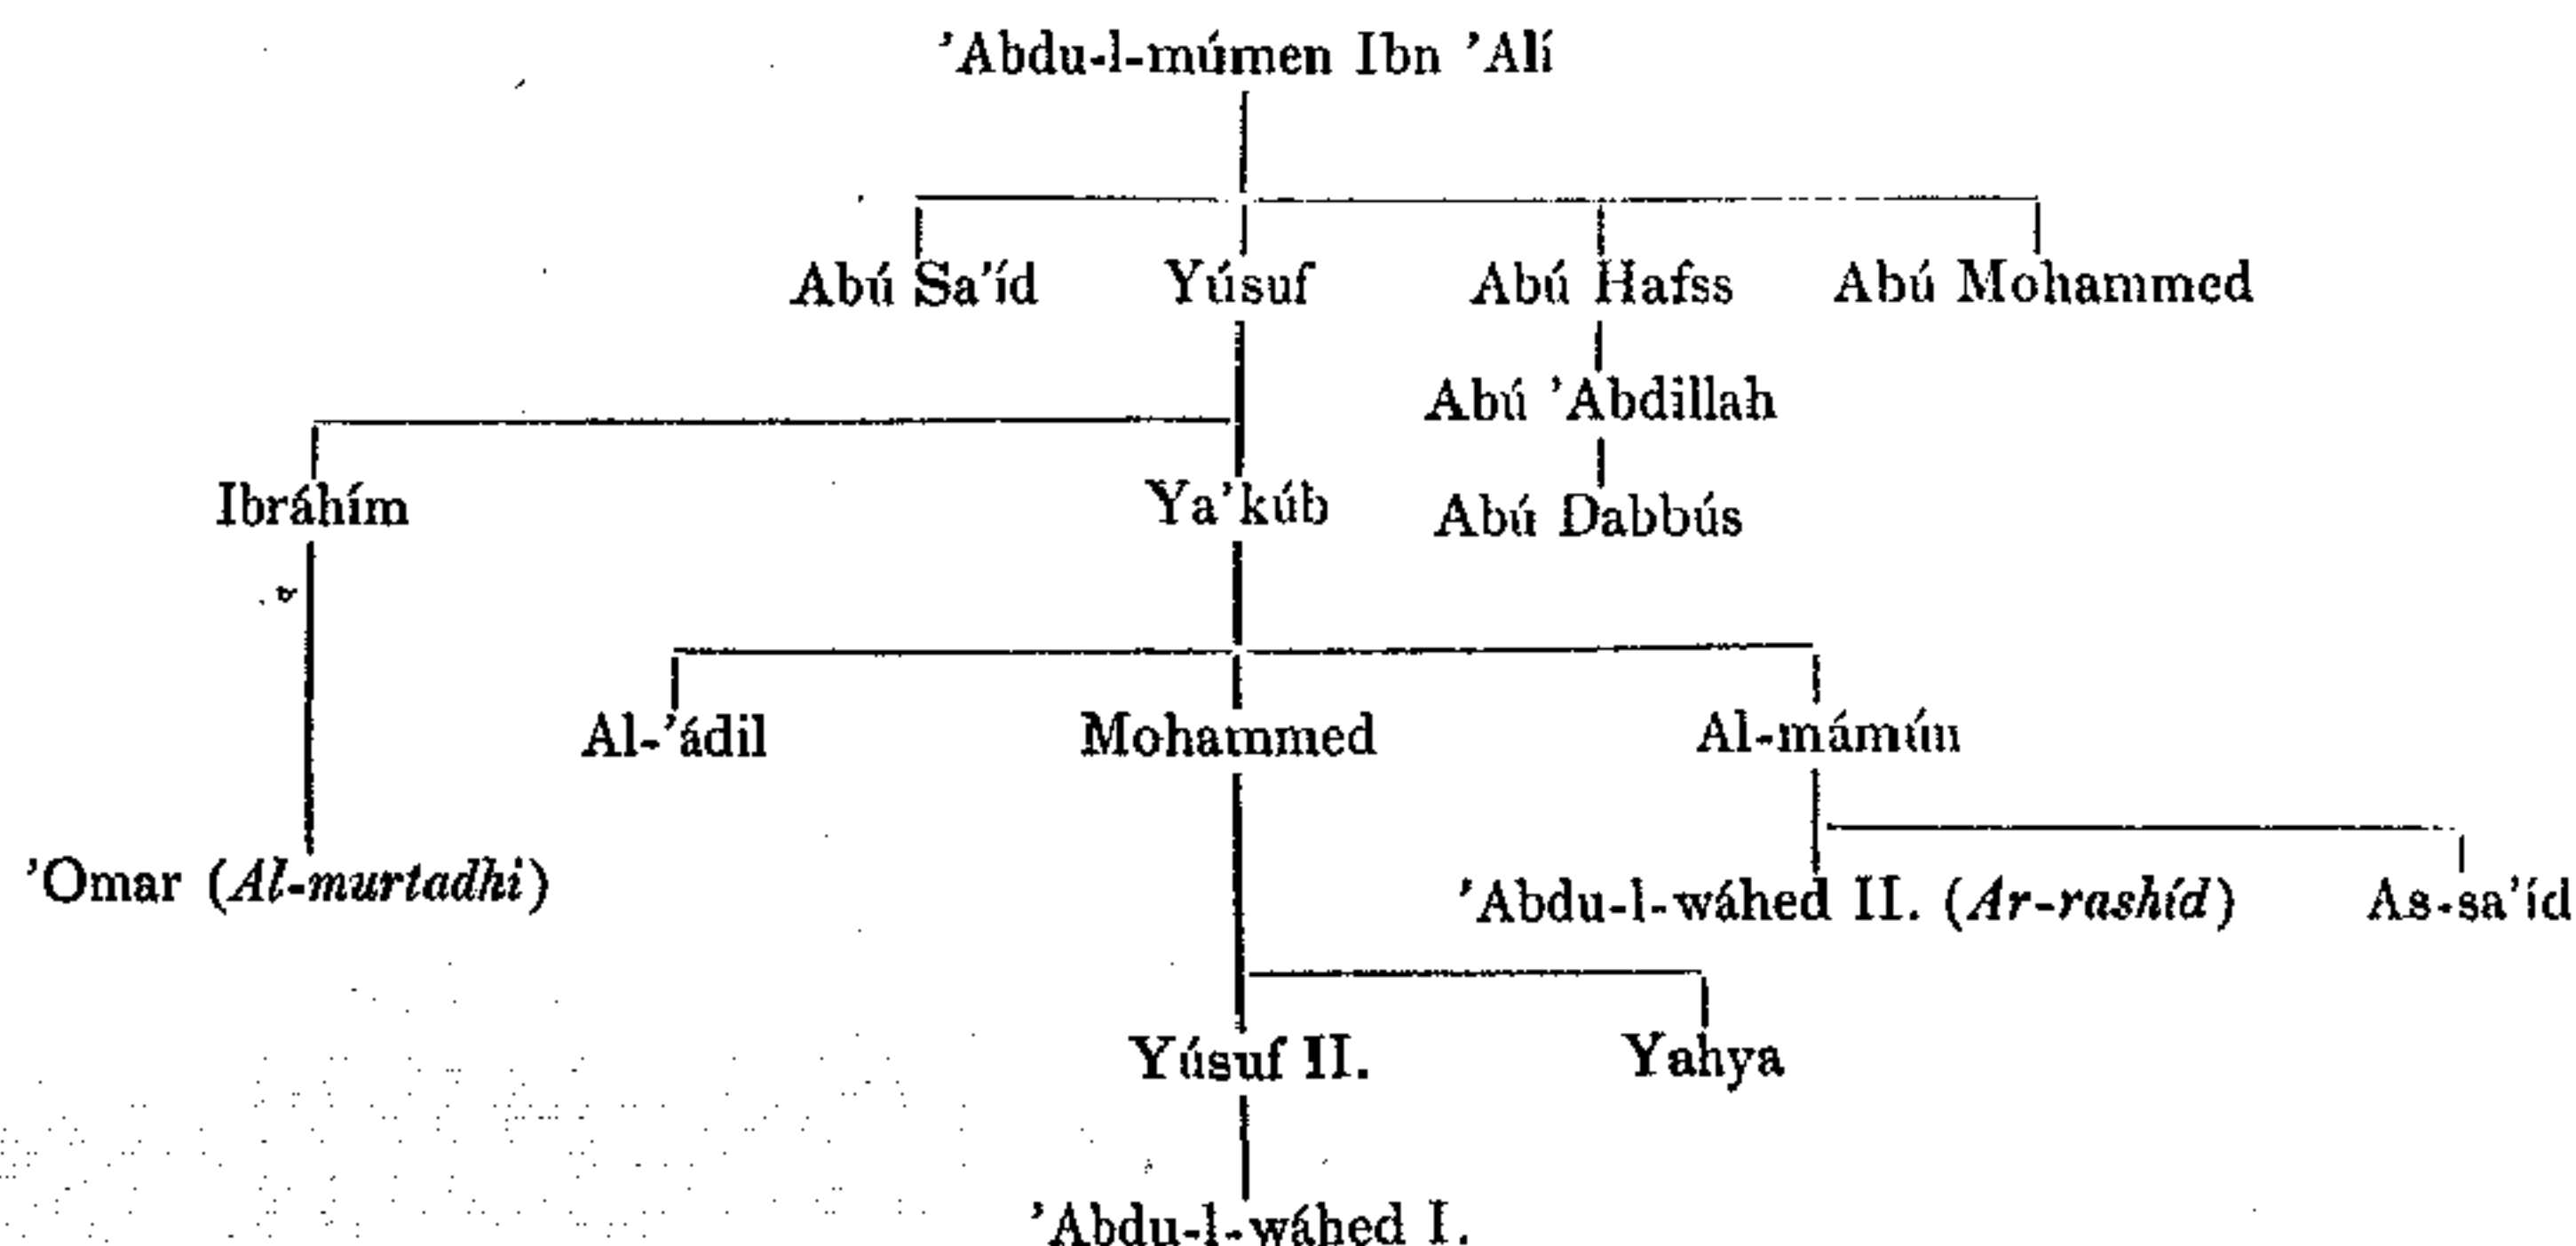 ’Abdu-l-múmen Ibn ’Alí
Abú Sa’íd Yúsuf Abú Hafss Abú Mohammed
Abú ’Abdillah
Ibráhím Ya’kúb Abú Dabbús
Al-’ádil Mohammed Al-mámún
’Omar (Al-murtadhi) ’Abdu-l-wáhed II. (Ar-rashíd) As-sa’íd
Yúsuf II. Yahya
’Abdu-l-wáhed I.